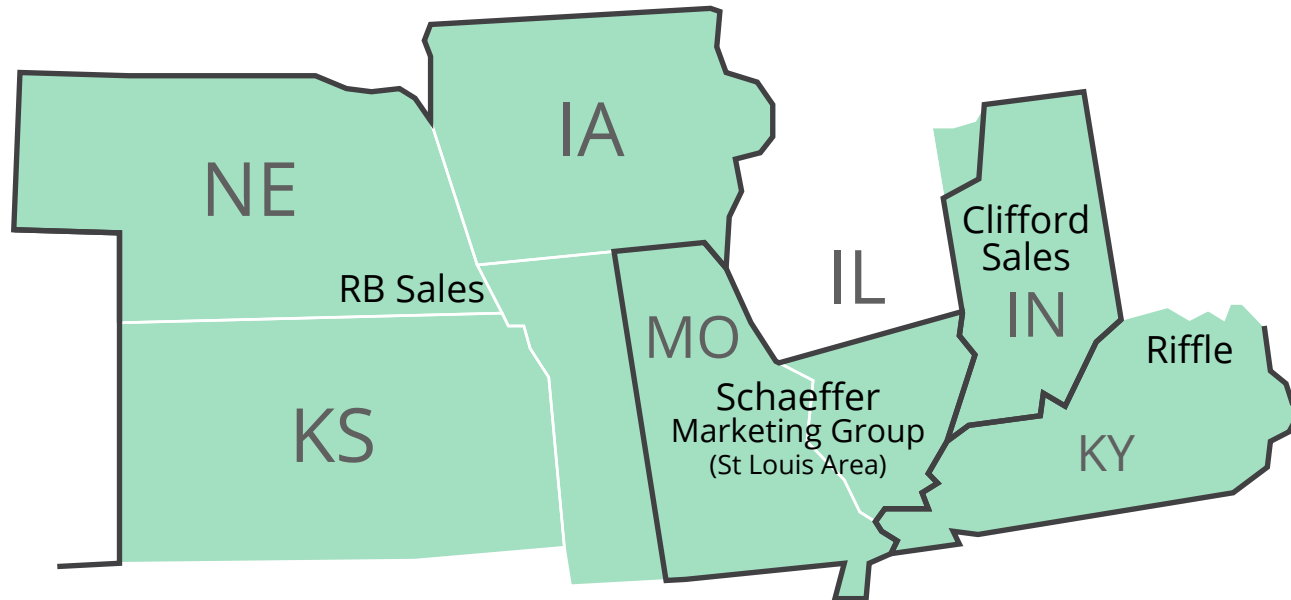 IA
NE
Clifford
Sales
IL
RB Sales
IN
MO
Riffle
Schaeffer
Marketing Group
(St Louis Area)
KS
KY